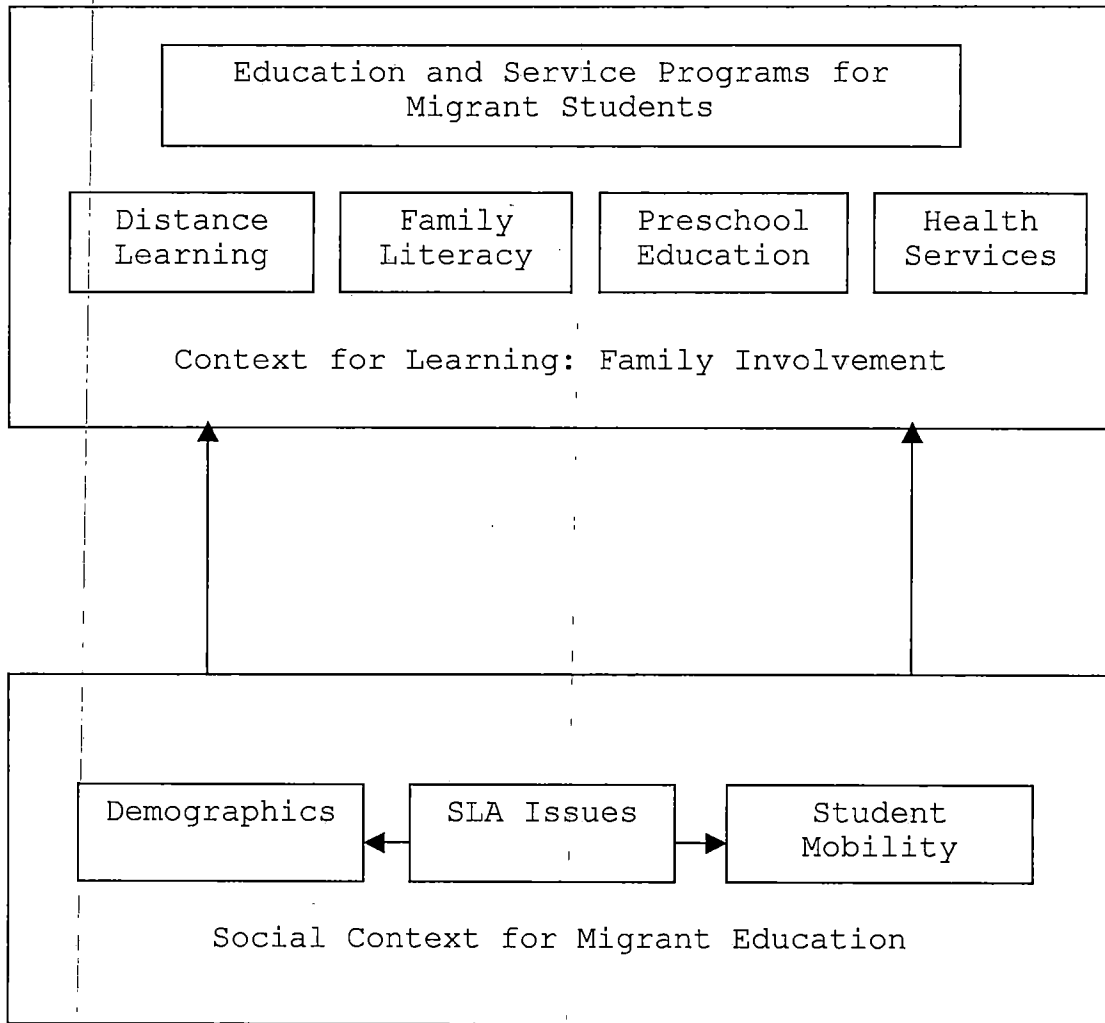 Education and Service Programs for
Migrant Students
Distance
Learning
Family
Literacy
Preschool
Education
Health
Services
Context for Learning: Family Involvement
Demographics
SLA Issues
Student
Mobility
Social Context for Migrant Education